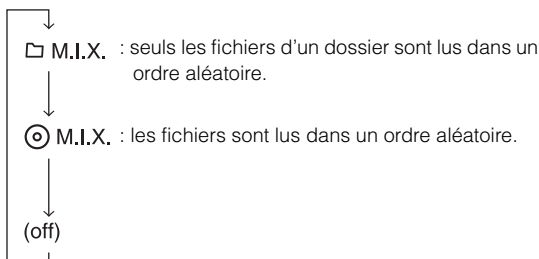 M.I.X. : seuls les fichiers d'un dossier sont lus dans un
ordre aléatoire.
M.I.X. : les fichiers sont lus dans un ordre aléatoire.
(off)